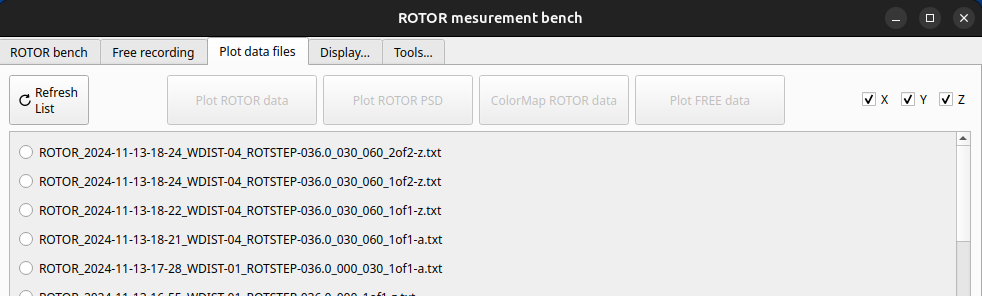 ROTOR mesurement bench
ROTOR bench Free recording Plot data files Display... Tools...
Refresh List Plot ROTOR data Plot ROTOR PSD ColorMap ROTOR data Plot FREE data X Y Z
ROTOR_2024-11-13-18-24_WDIST-04_ROTSTEP-036.0_030_060_2of2-z.txt
ROTOR_2024-11-13-18-24_WDIST-04_ROTSTEP-036.0_030_060_1of2-z.txt
ROTOR_2024-11-13-18-22_WDIST-04_ROTSTEP-036.0_030_060_1of1-z.txt
ROTOR_2024-11-13-18-21_WDIST-04_ROTSTEP-036.0_030_060_1of1-a.txt
ROTOR_2024-11-13-17-28_WDIST-01_ROTSTEP-036.0_000_030_1of1-a.txt